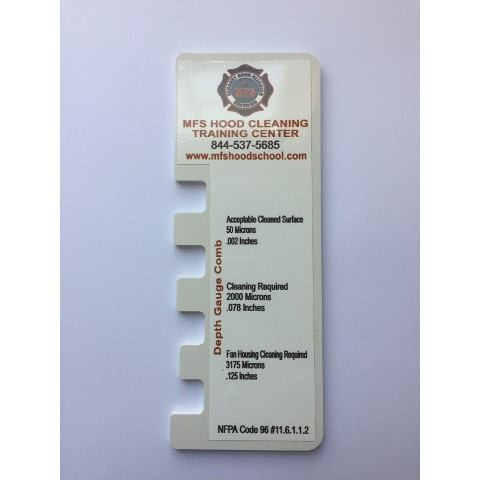 MFS
MFS HOOD CLEANING
TRAINING CENTER
844-537-5685
www.mfshoodschool.com
Acceptable Cleaned Surface
50 Microns
.002 Inches
Depth Gauge Comb
Cleaning Required
2000 Microns
.078 Inches
Fan Housing Cleaning Required
3175 Microns
.125 Inches
NFPA Code 96 #11.6.1.1.2